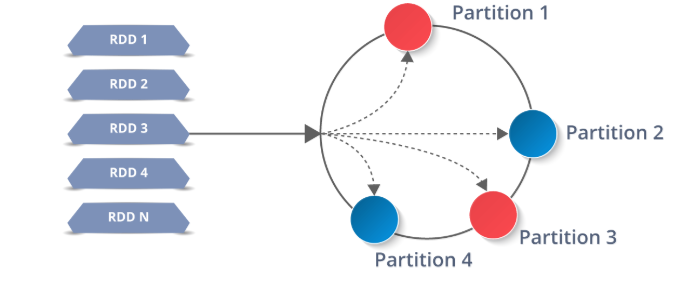 RDD 1
RDD 2
RDD 3
RDD 4
RDD N
Partition 1
Partition 2
Partition 3
Partition 4